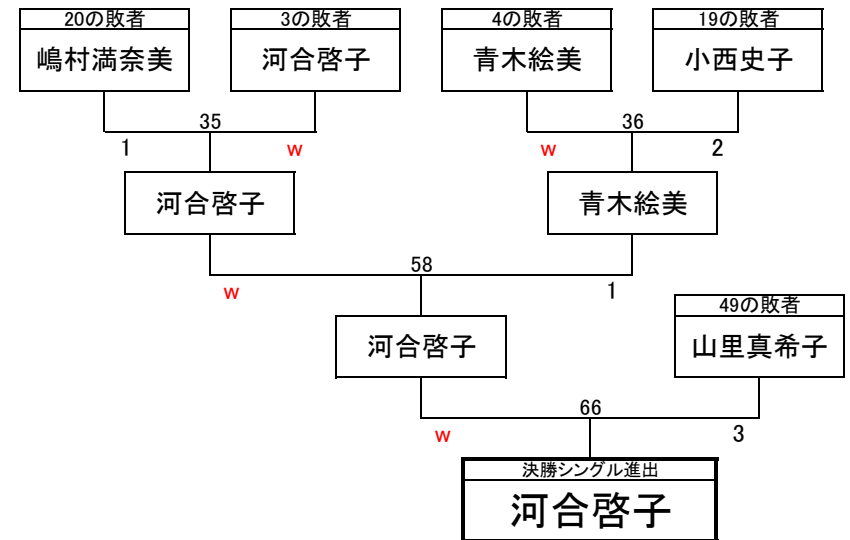 20の敗者
3の敗者
4の敗者
19の敗者
嶋村満奈美
河合啓子
青木絵美
小西史子
35
36
1
w
w
2
河合啓子
青木絵美
58
w
1
49の敗者
河合啓子
山里真希子
66
w
3
決勝シングル進出
河合啓子